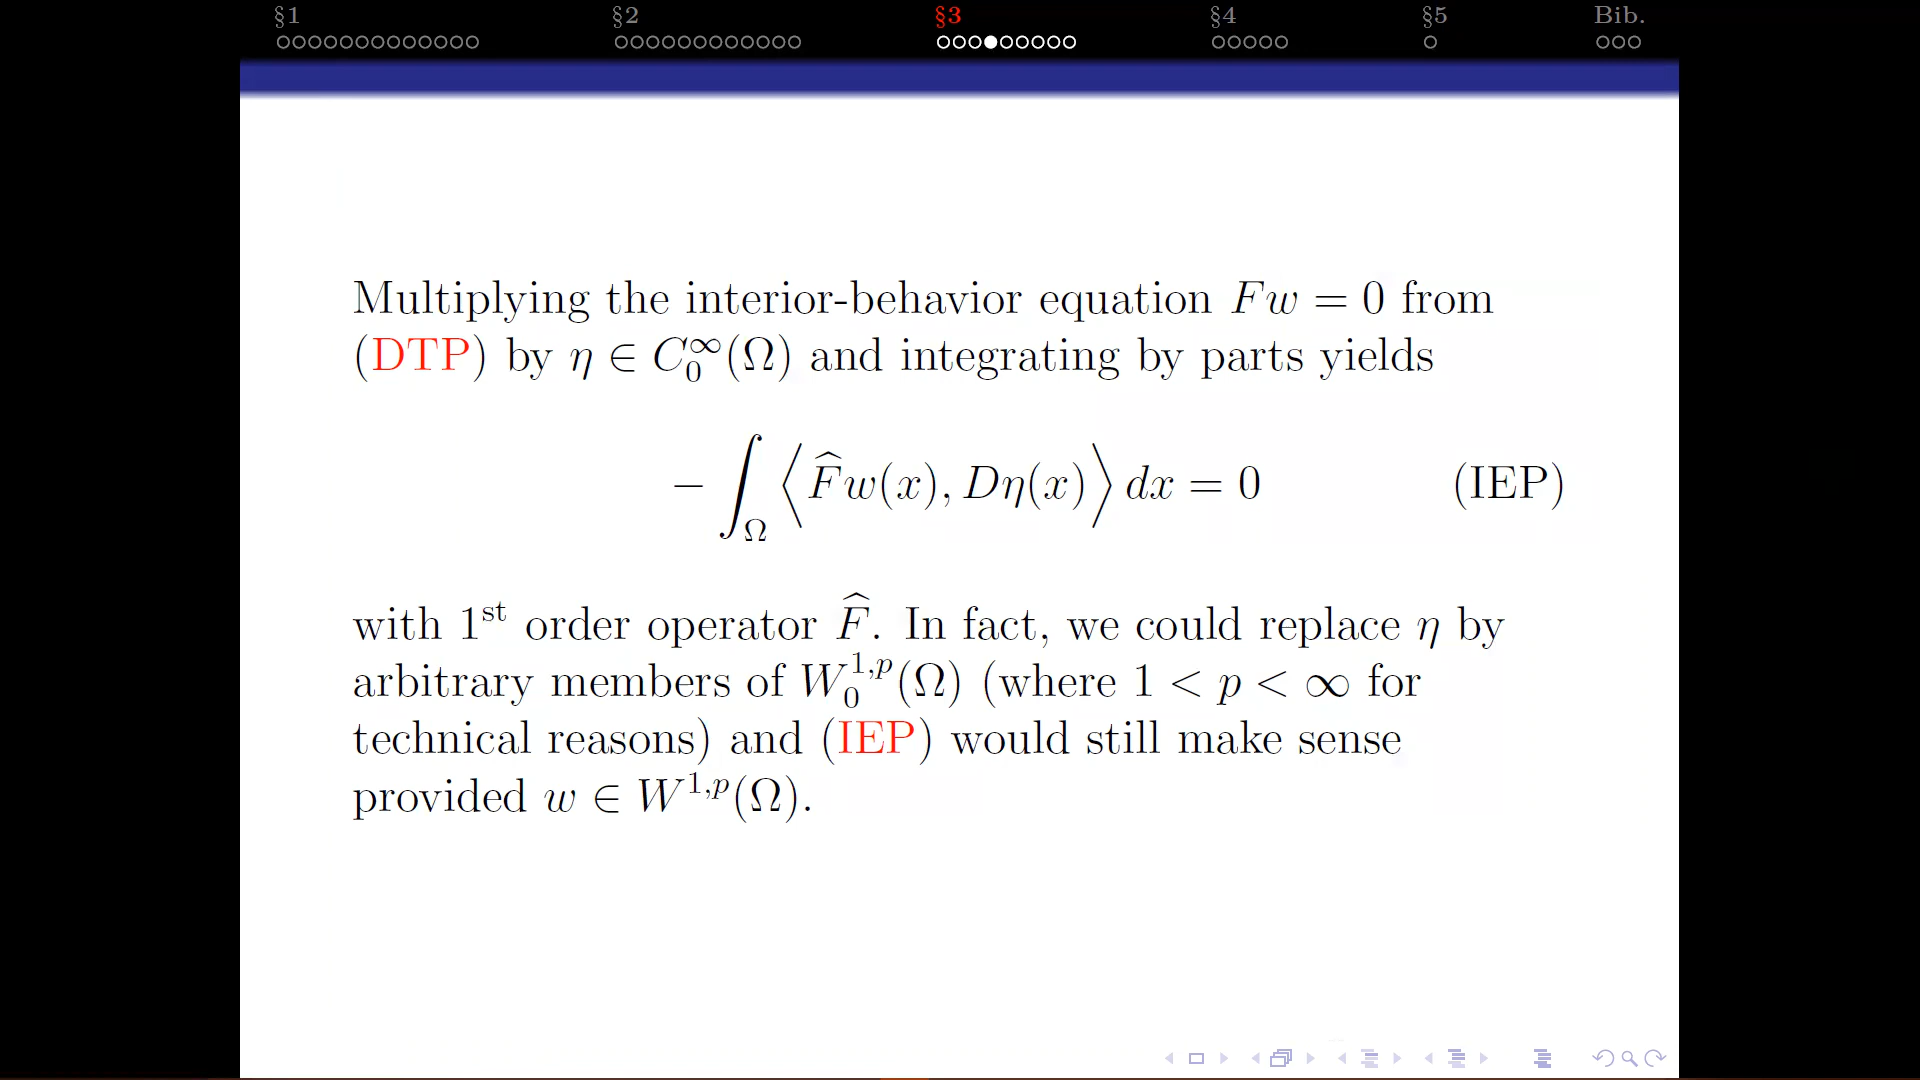 §1 §2 §3 §4 §5 Bib.
Multiplying the interior-behavior equation Fw = 0 from
(DTP) by η ∈ C₀^∞(Ω) and integrating by parts yields
−∫_Ω ⟨F̂w(x), Dη(x)⟩ dx = 0 (IEP)
with 1^st order operator F̂. In fact, we could replace η by
arbitrary members of W₀^{1,p}(Ω) (where 1 < p < ∞ for
technical reasons) and (IEP) would still make sense
provided w ∈ W^{1,p}(Ω).